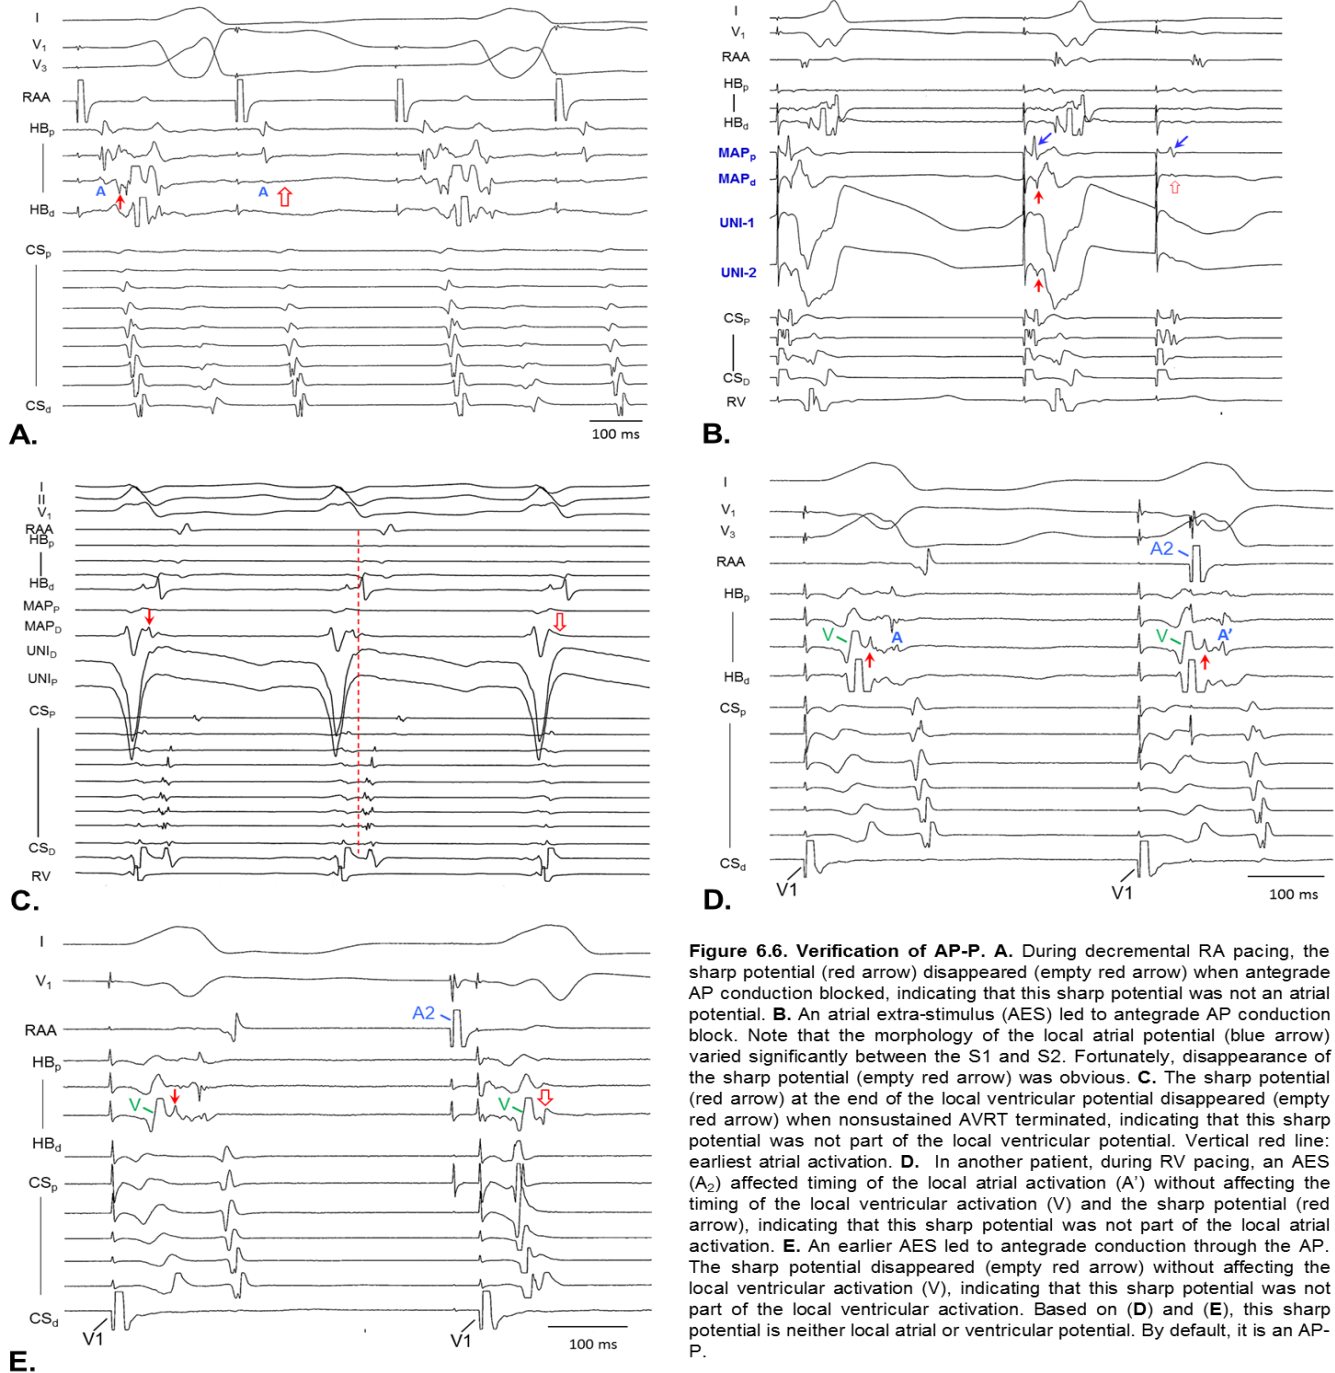 I
V1
V3
RAA
HBp
A
A
HBd
CSp
CSd
100 ms
A.
I
V1
RAA
HBp
HBd
MAPp
MAPd
UNI-1
UNI-2
CSP
CSD
RV
B.
I
II
V1
RAA
HBp
HBd
MAPP
MAPD
UNID
UNIP
CSP
CSD
RV
C.
I
V1
V3
A2
RAA
HBp
V
A
V
A'
HBd
CSp
CSd
V1
V1
100 ms
D.
I
V1
A2
RAA
HBp
V
V
HBd
CSp
CSd
V1
V1
100 ms
E.
Figure 6.6. Verification of AP-P. A. During decremental RA pacing, the
sharp potential (red arrow) disappeared (empty red arrow) when antegrade
AP conduction blocked, indicating that this sharp potential was not an atrial
potential. B. An atrial extra-stimulus (AES) led to antegrade AP conduction
block. Note that the morphology of the local atrial potential (blue arrow)
varied significantly between the S1 and S2. Fortunately, disappearance of
the sharp potential (empty red arrow) was obvious. C. The sharp potential
(red arrow) at the end of the local ventricular potential disappeared (empty
red arrow) when nonsustained AVRT terminated, indicating that this sharp
potential was not part of the local ventricular potential. Vertical red line:
earliest atrial activation. D. In another patient, during RV pacing, an AES
(A2) affected timing of the local atrial activation (A') without affecting the
timing of the local ventricular activation (V) and the sharp potential (red
arrow), indicating that this sharp potential was not part of the local atrial
activation. E. An earlier AES led to antegrade conduction through the AP.
The sharp potential disappeared (empty red arrow) without affecting the
local ventricular activation (V), indicating that this sharp potential was not
part of the local ventricular activation. Based on (D) and (E), this sharp
potential is neither local atrial or ventricular potential. By default, it is an AP-
P.